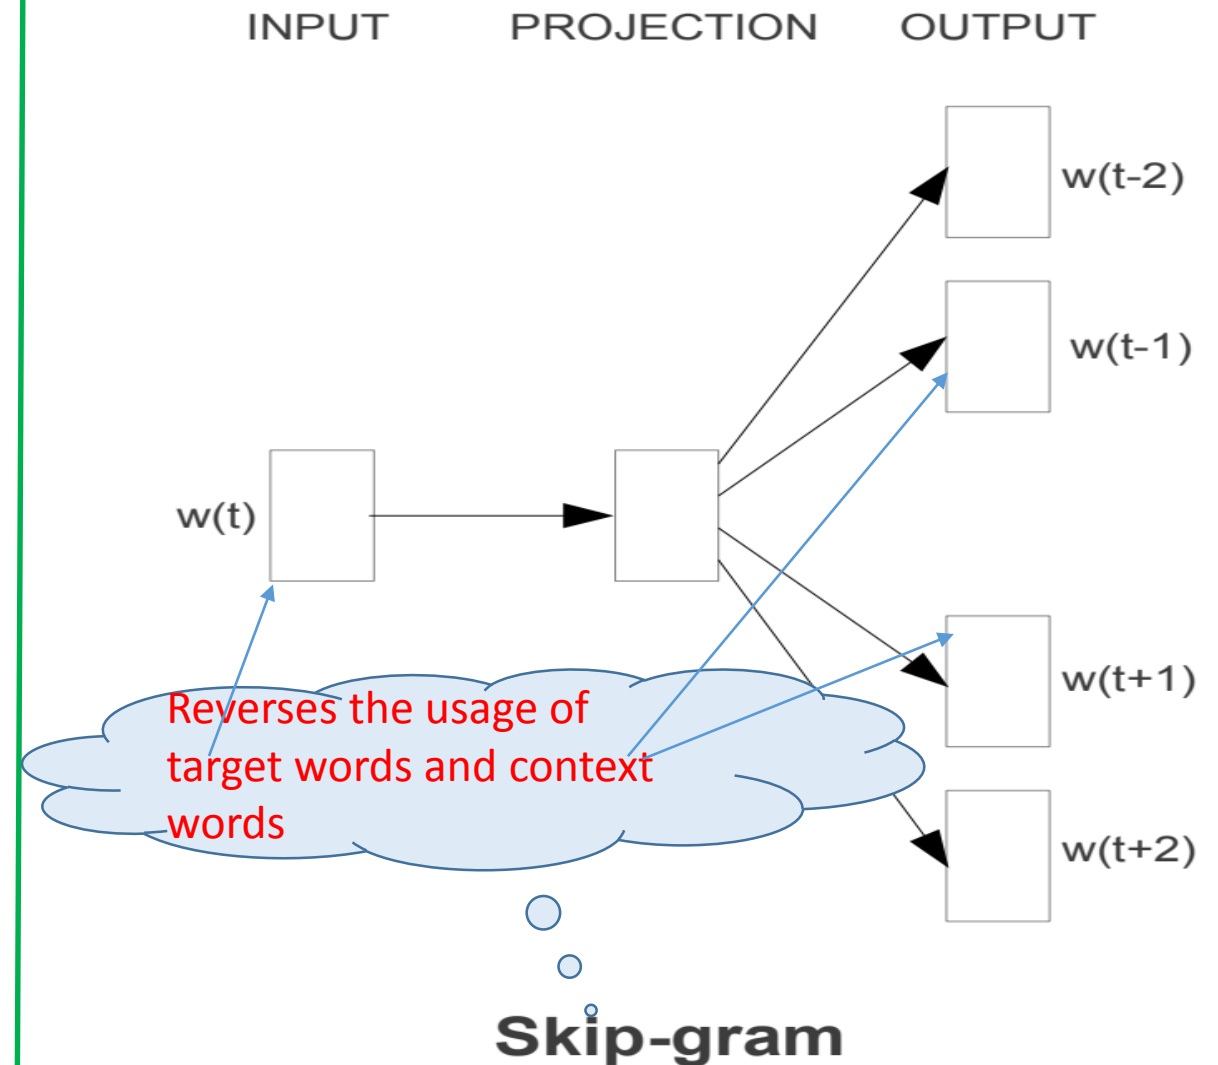 INPUT PROJECTION OUTPUT
w(t-2)
w(t-1)
w(t)
w(t+1)
Reverses the usage of
target words and context
words
w(t+2)
Skip-gram